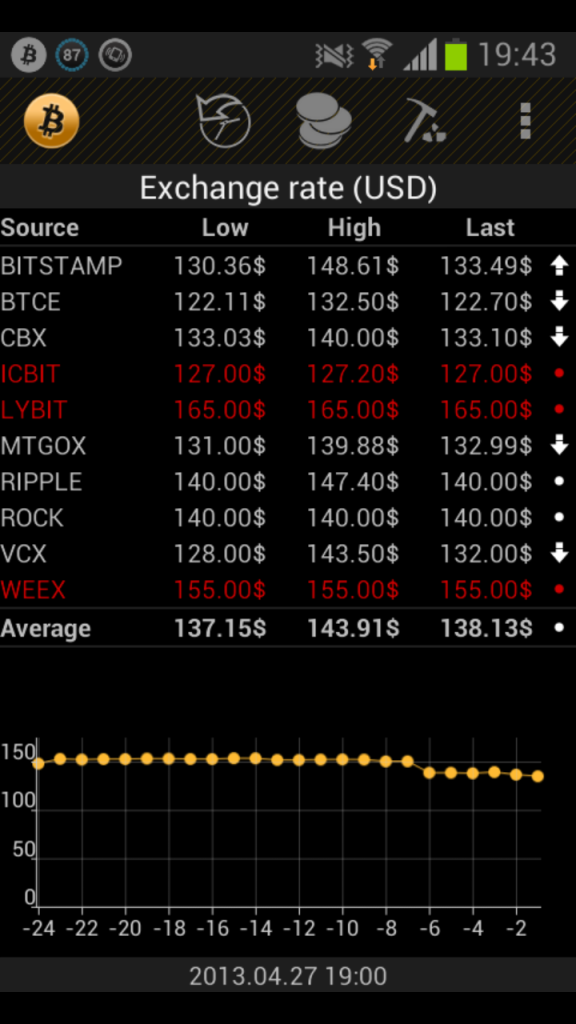 87 19:43
Exchange rate (USD)
Source Low High Last
BITSTAMP 130.36$ 148.61$ 133.49$
BTCE 122.11$ 132.50$ 122.70$
CBX 133.03$ 140.00$ 133.10$
ICBIT 127.00$ 127.20$ 127.00$
LYBIT 165.00$ 165.00$ 165.00$
MTGOX 131.00$ 139.88$ 132.99$
RIPPLE 140.00$ 147.40$ 140.00$
ROCK 140.00$ 140.00$ 140.00$
VCX 128.00$ 143.50$ 132.00$
WEEX 155.00$ 155.00$ 155.00$
Average 137.15$ 143.91$ 138.13$
150
100
50
0
-24 -22 -20 -18 -16 -14 -12 -10 -8 -6 -4 -2
2013.04.27 19:00